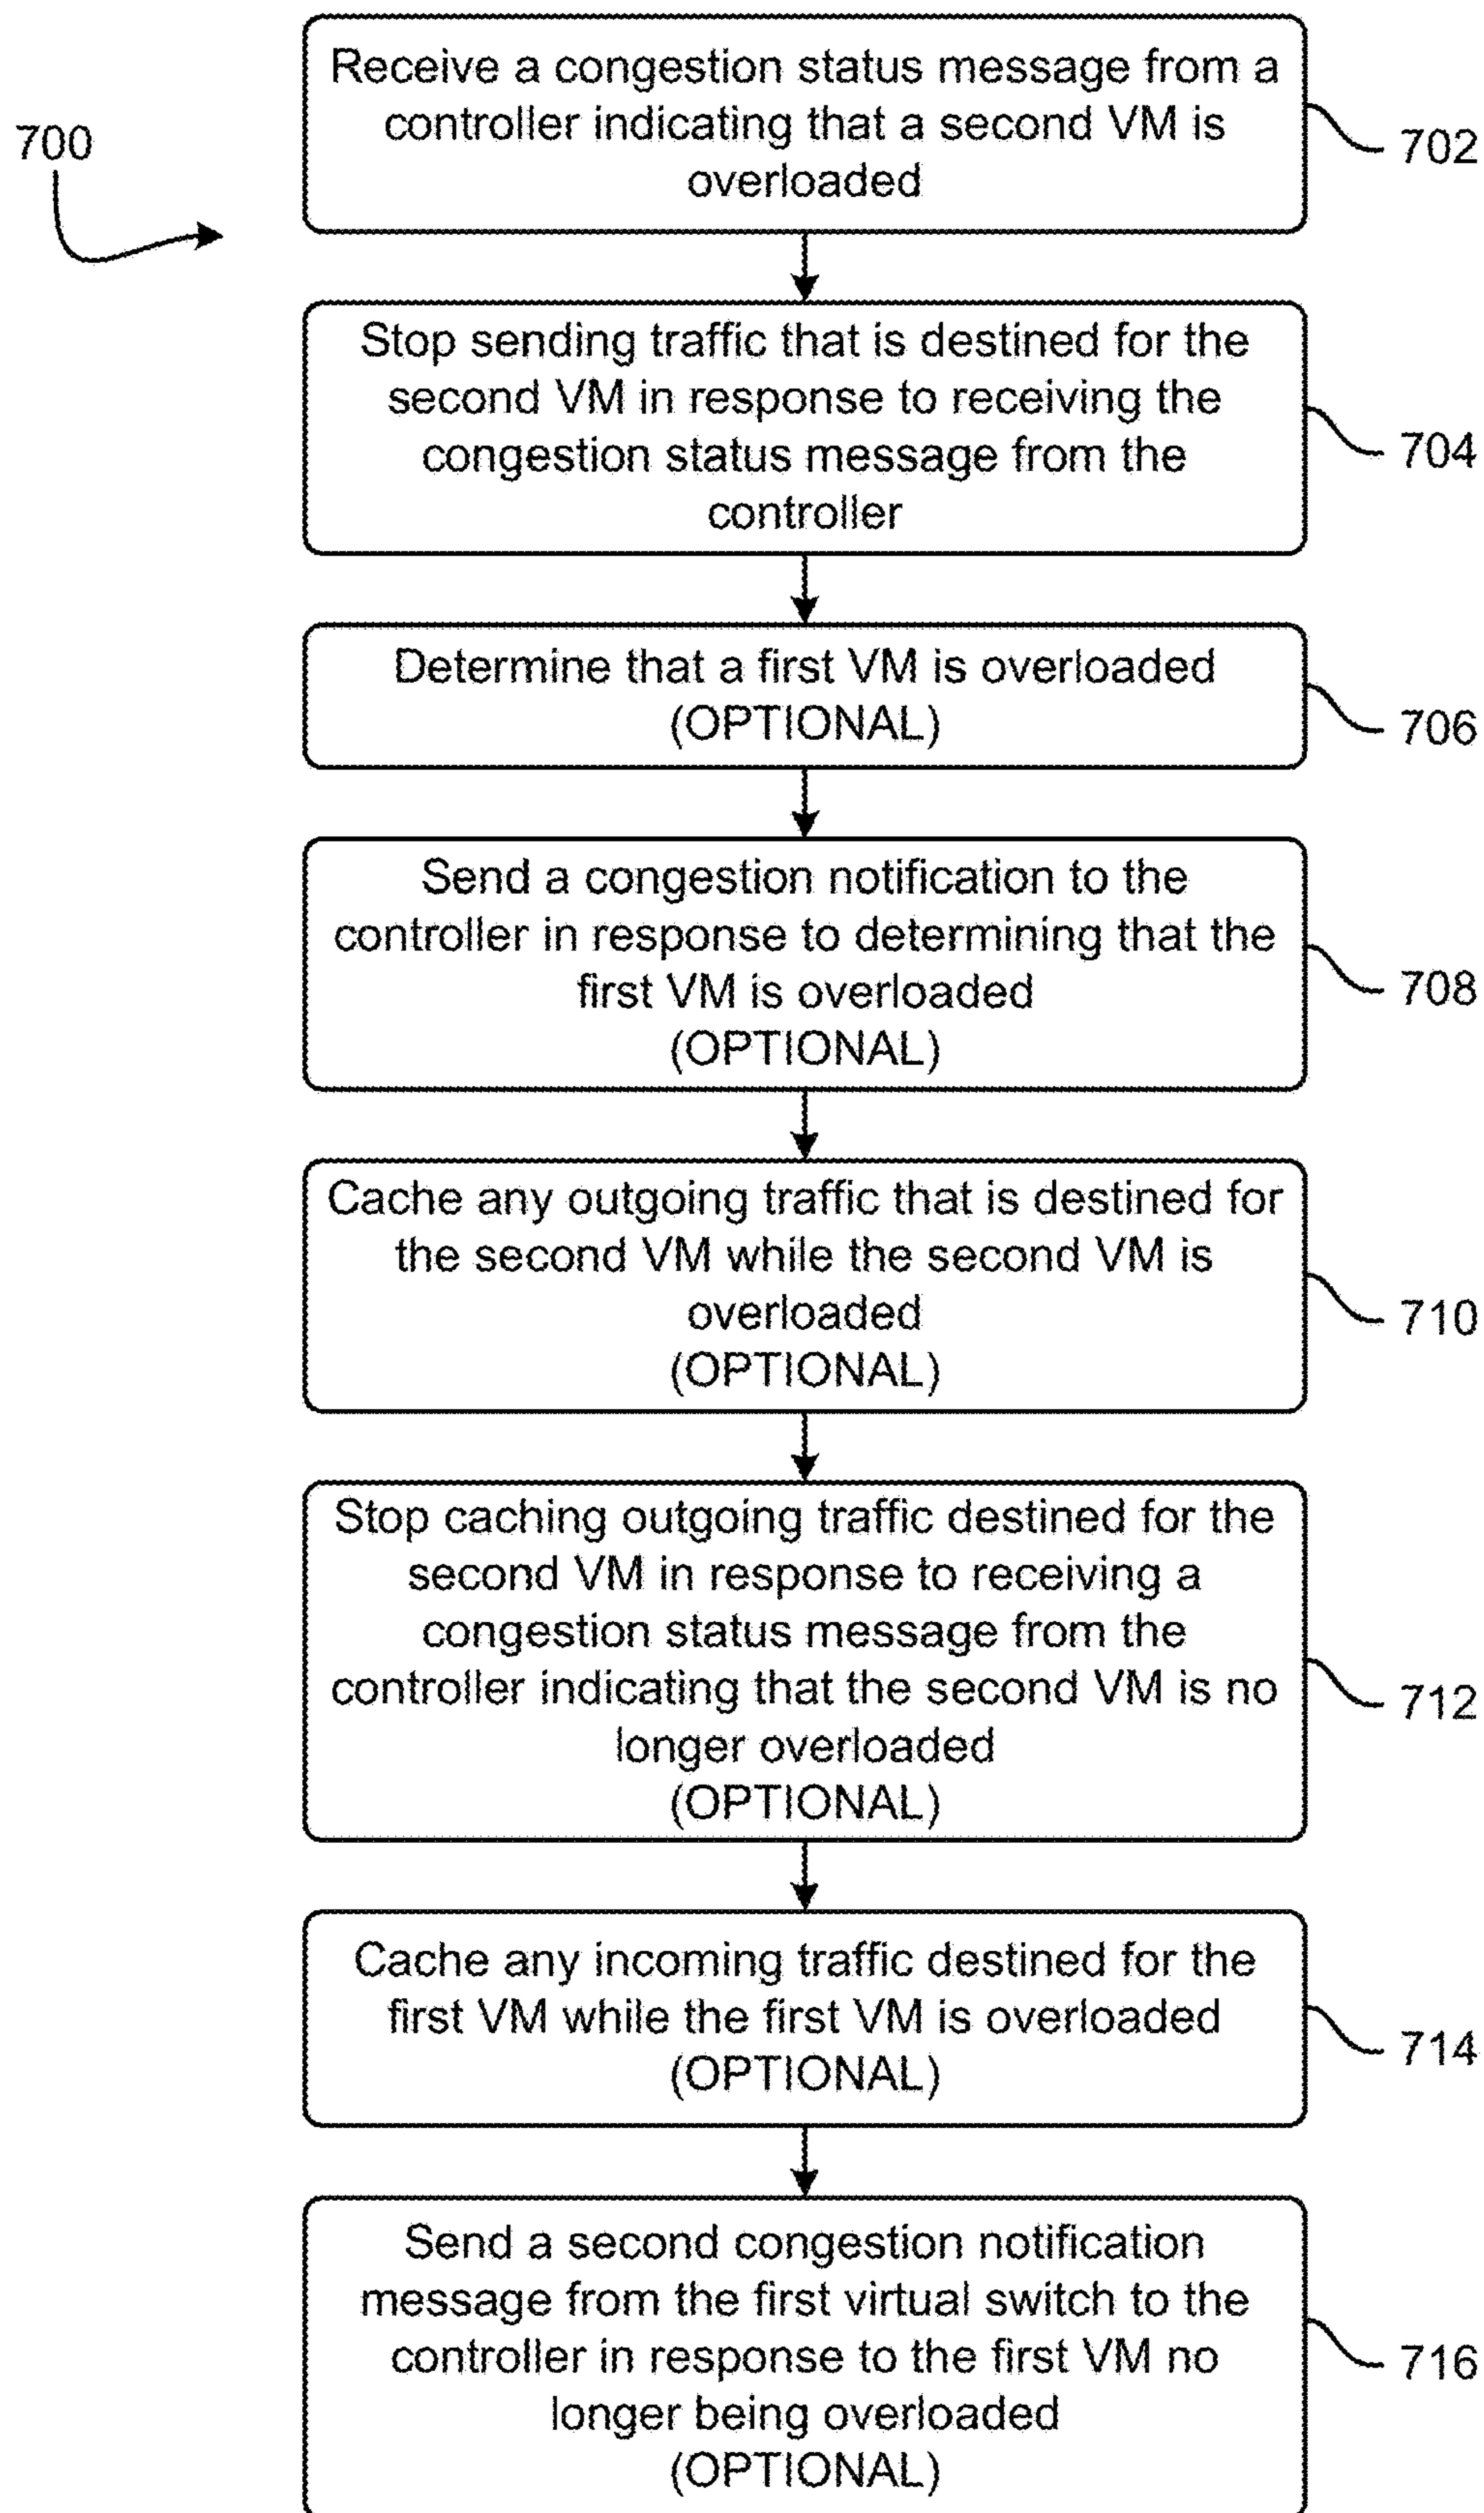 700
Receive a congestion status message from a
controller indicating that a second VM is
overloaded
702
Stop sending traffic that is destined for the
second VM in response to receiving the
congestion status message from the
controller
704
Determine that a first VM is overloaded
(OPTIONAL)
706
Send a congestion notification to the
controller in response to determining that the
first VM is overloaded
(OPTIONAL)
708
Cache any outgoing traffic that is destined for
the second VM while the second VM is
overloaded
(OPTIONAL)
710
Stop caching outgoing traffic destined for the
second VM in response to receiving a
congestion status message from the
controller indicating that the second VM is no
longer overloaded
(OPTIONAL)
712
Cache any incoming traffic destined for the
first VM while the first VM is overloaded
(OPTIONAL)
714
Send a second congestion notification
message from the first virtual switch to the
controller in response to the first VM no
longer being overloaded
(OPTIONAL)
716